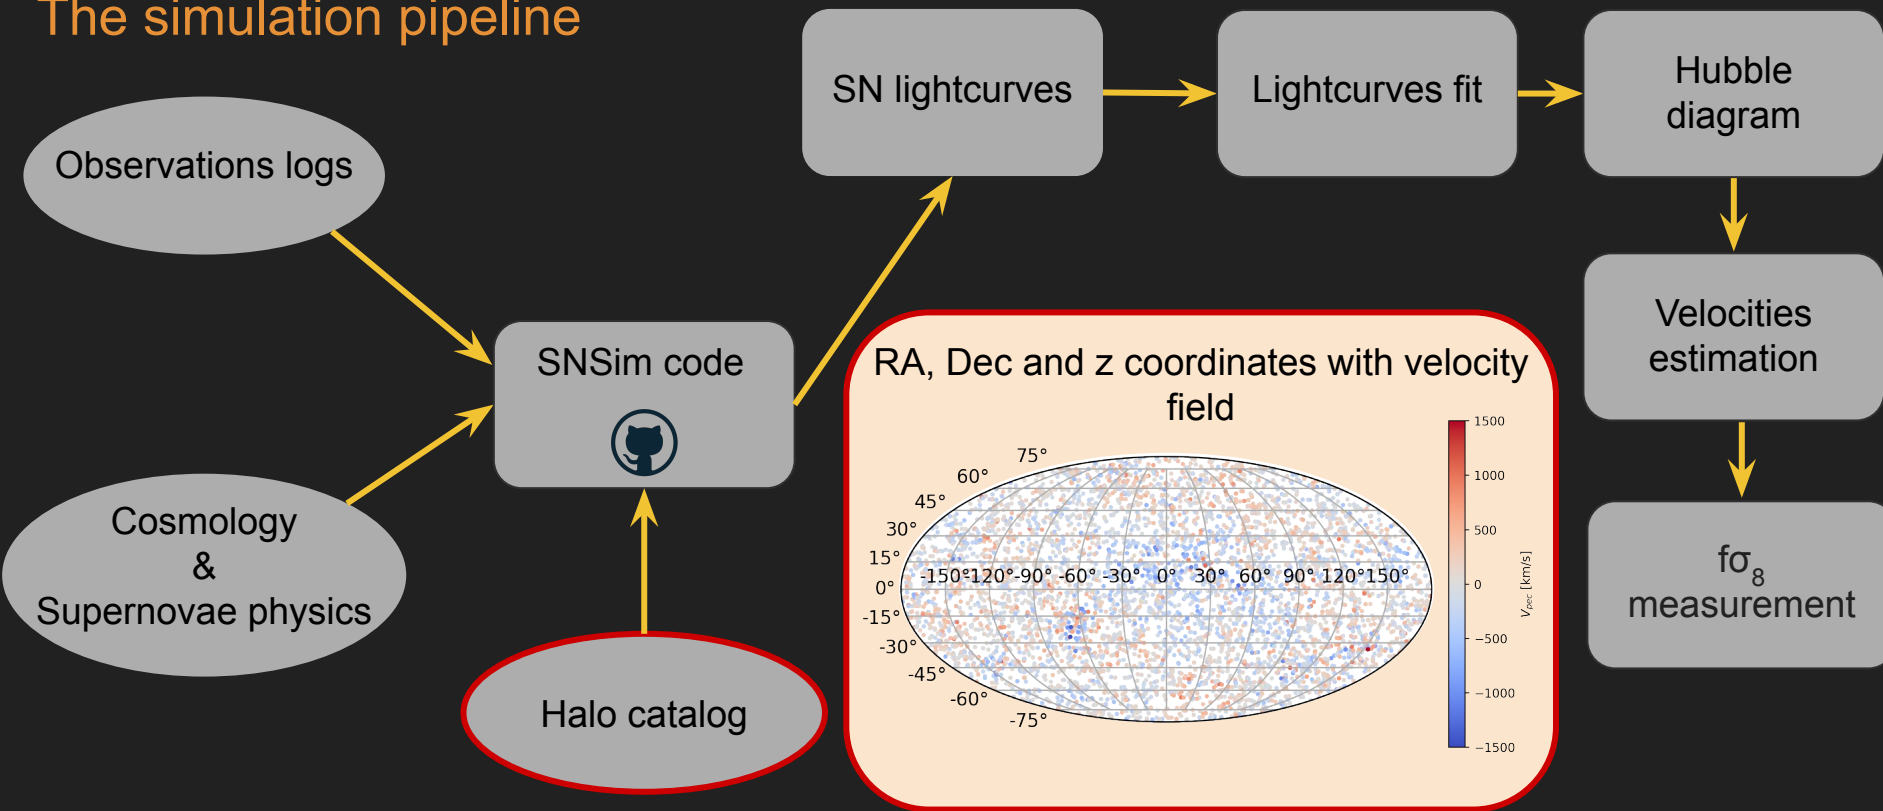 The simulation pipeline
Observations logs
Cosmology
&
Supernovae physics
SNSim code
Halo catalog
SN lightcurves
Lightcurves fit
Hubble
diagram
Velocities
estimation
fσ8
measurement
RA, Dec and z coordinates with velocity
field
75°
60°
45°
30°
15°
0°
-15°
-30°
-45°
-60°
-75°
-150° -120° -90° -60° -30° 0° 30° 60° 90° 120° 150°
1500
1000
500
0
−500
−1000
−1500
Vpec [km/s]